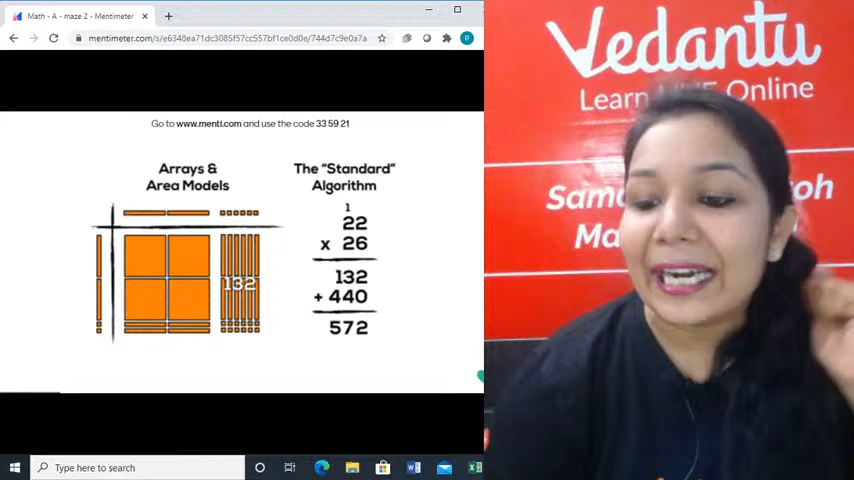 Math - A - maze 2 - Mentimeter
mentimeter.com/s/e6348ea71dc3085f57cc557bf1ce0d0e/744d7c9e0a7a
Go to www.menti.com and use the code 33 59 21
Arrays &
Area Models
132
The "Standard"
Algorithm
1
22
x 26
132
+ 440
572
Type here to search
Vedantu
Learn Online